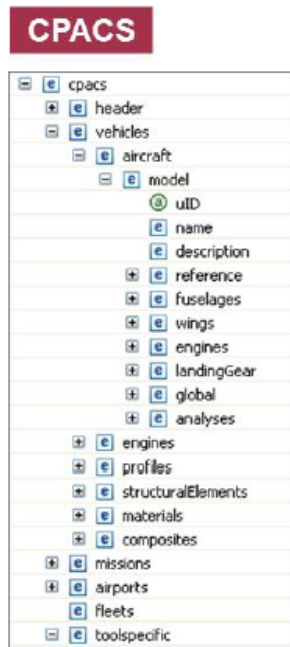 CPACS
cpacs
header
vehicles
aircraft
model
uID
name
description
reference
fuselages
wings
engines
landingGear
global
analyses
engines
profiles
structuralElements
materials
composites
missions
airports
fleets
toolspecific